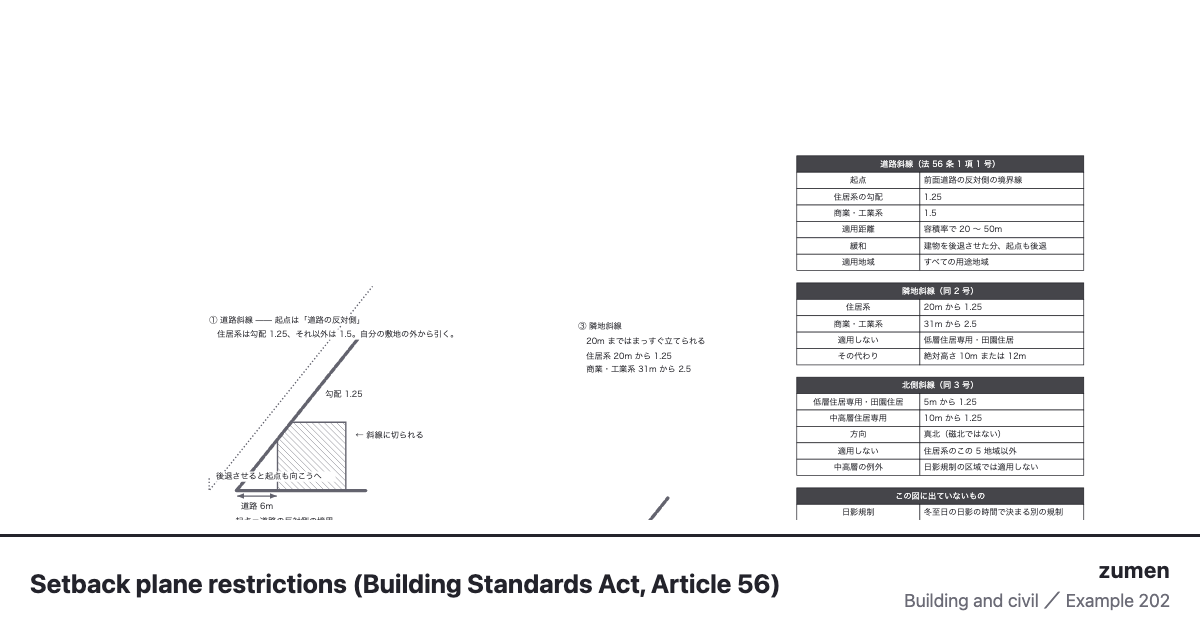 ① 道路斜線 —— 起点は「道路の反対側」
住居系は勾配 1.25、それ以外は 1.5。自分の敷地の外から引く。
勾配 1.25
← 斜線に切られる
後退させると起点も向こうへ
道路 6m
起点＝道路の反対側の境界
③ 隣地斜線
20m まではまっすぐ立てられる
住居系 20m から 1.25
商業・工業系 31m から 2.5
道路斜線（法 56 条 1 項 1 号）
起点 前面道路の反対側の境界線
住居系の勾配 1.25
商業・工業系 1.5
適用距離 容積率で 20 〜 50m
緩和 建物を後退させた分、起点も後退
適用地域 すべての用途地域
隣地斜線（同 2 号）
住居系 20m から 1.25
商業・工業系 31m から 2.5
適用しない 低層住居専用・田園住居
その代わり 絶対高さ 10m または 12m
北側斜線（同 3 号）
低層住居専用・田園住居 5m から 1.25
中高層住居専用 10m から 1.25
方向 真北（磁北ではない）
適用しない 住居系のこの 5 地域以外
中高層の例外 日影規制の区域では適用しない
この図に出ていないもの
日影規制 冬至日の日影の時間で決まる別の規制
Setback plane restrictions (Building Standards Act, Article 56)
zumen
Building and civil ／ Example 202